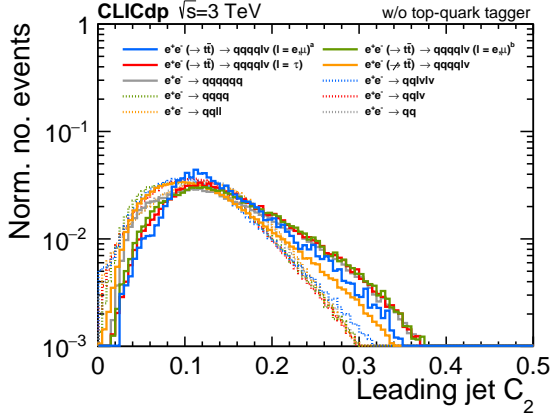 CLICdp √s=3 TeV w/o top-quark tagger
e⁺e⁻ (→ tt̄) → qqqqlν (l = e,μ)ᵃ
e⁺e⁻ (→ tt̄) → qqqqlν (l = e,μ)ᵇ
e⁺e⁻ (→ tt̄) → qqqqlν (l = τ)
e⁺e⁻ (↛ tt̄) → qqqqlν
e⁺e⁻ → qqqqqq
e⁺e⁻ → qqlνlν
e⁺e⁻ → qqqq
e⁺e⁻ → qqlν
e⁺e⁻ → qqll
e⁺e⁻ → qq
Norm. no. events
1
10⁻¹
10⁻²
10⁻³
0 0.1 0.2 0.3 0.4 0.5
Leading jet C₂